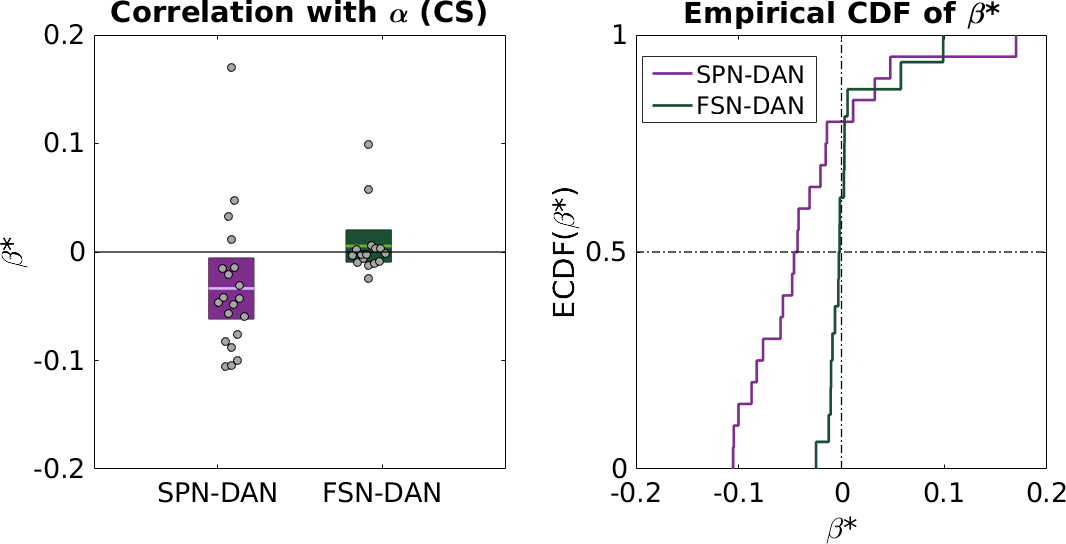 Correlation with α (CS)
0.2
0.1
0
-0.1
-0.2
β*
SPN-DAN FSN-DAN
Empirical CDF of β*
1
0.5
0
ECDF(β*)
SPN-DAN
FSN-DAN
-0.2 -0.1 0 0.1 0.2
β*